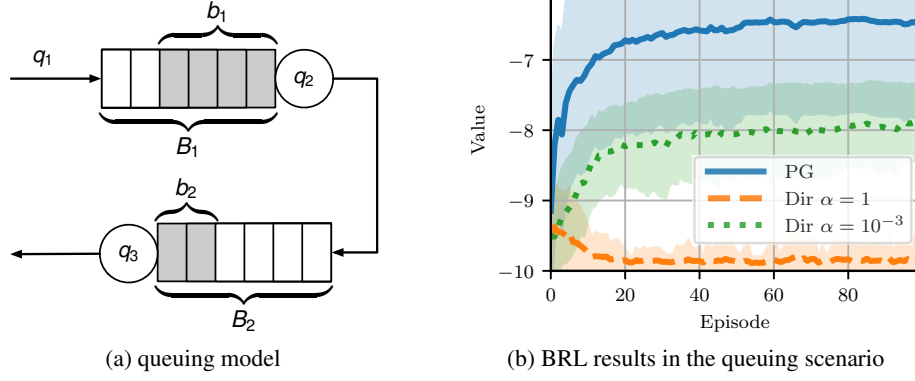 b₁
q₁
q₂
B₁
b₂
q₃
B₂
(a) queuing model
−7
−8
−9
−10
Value
0 20 40 60 80
Episode
PG
Dir α = 1
Dir α = 10⁻³
(b) BRL results in the queuing scenario